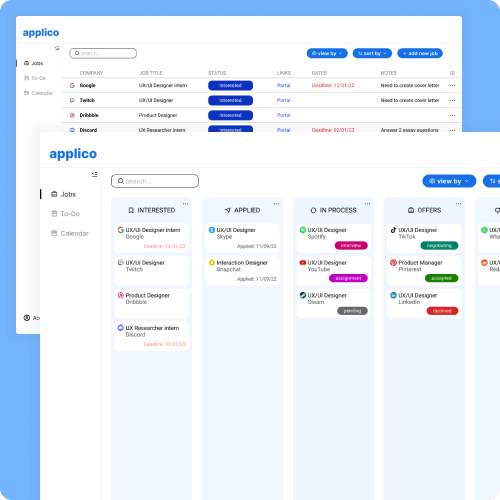 applico
Jobs
To-Do
Calendar
search...
view by
sort by
add new job
COMPANY JOB TITLE STATUS LINKS DATES NOTES
Google UX/UI Designer intern Interested Portal Deadline: 12/31/22 Need to create cover letter
Twitch UX/UI Designer Interested Portal Need to create cover letter
Dribbble Product Designer Interested Portal
Discord UX Researcher intern Interested Portal Deadline: 02/01/23 Answer 2 essay questions
applico
search...
view by
Jobs
To-Do
Calendar
INTERESTED
UX/UI Designer intern
Google
Deadline: 12/31/22
UX/UI Designer
Twitch
Product Designer
Dribbble
UX Researcher intern
Discord
Deadline: 02/01/23
APPLIED
UX/UI Designer
Skype
Applied: 11/09/22
Interaction Designer
Snapchat
Applied: 11/09/22
IN PROCESS
UX/UI Designer
Spotify
interview
UX/UI Designer
YouTube
assignment
UX/UI Designer
Steam
pending
OFFERS
UX/UI Designer
TikTok
negotiating
Product Manager
Pinterest
accepted
UX/UI Designer
LinkedIn
declined